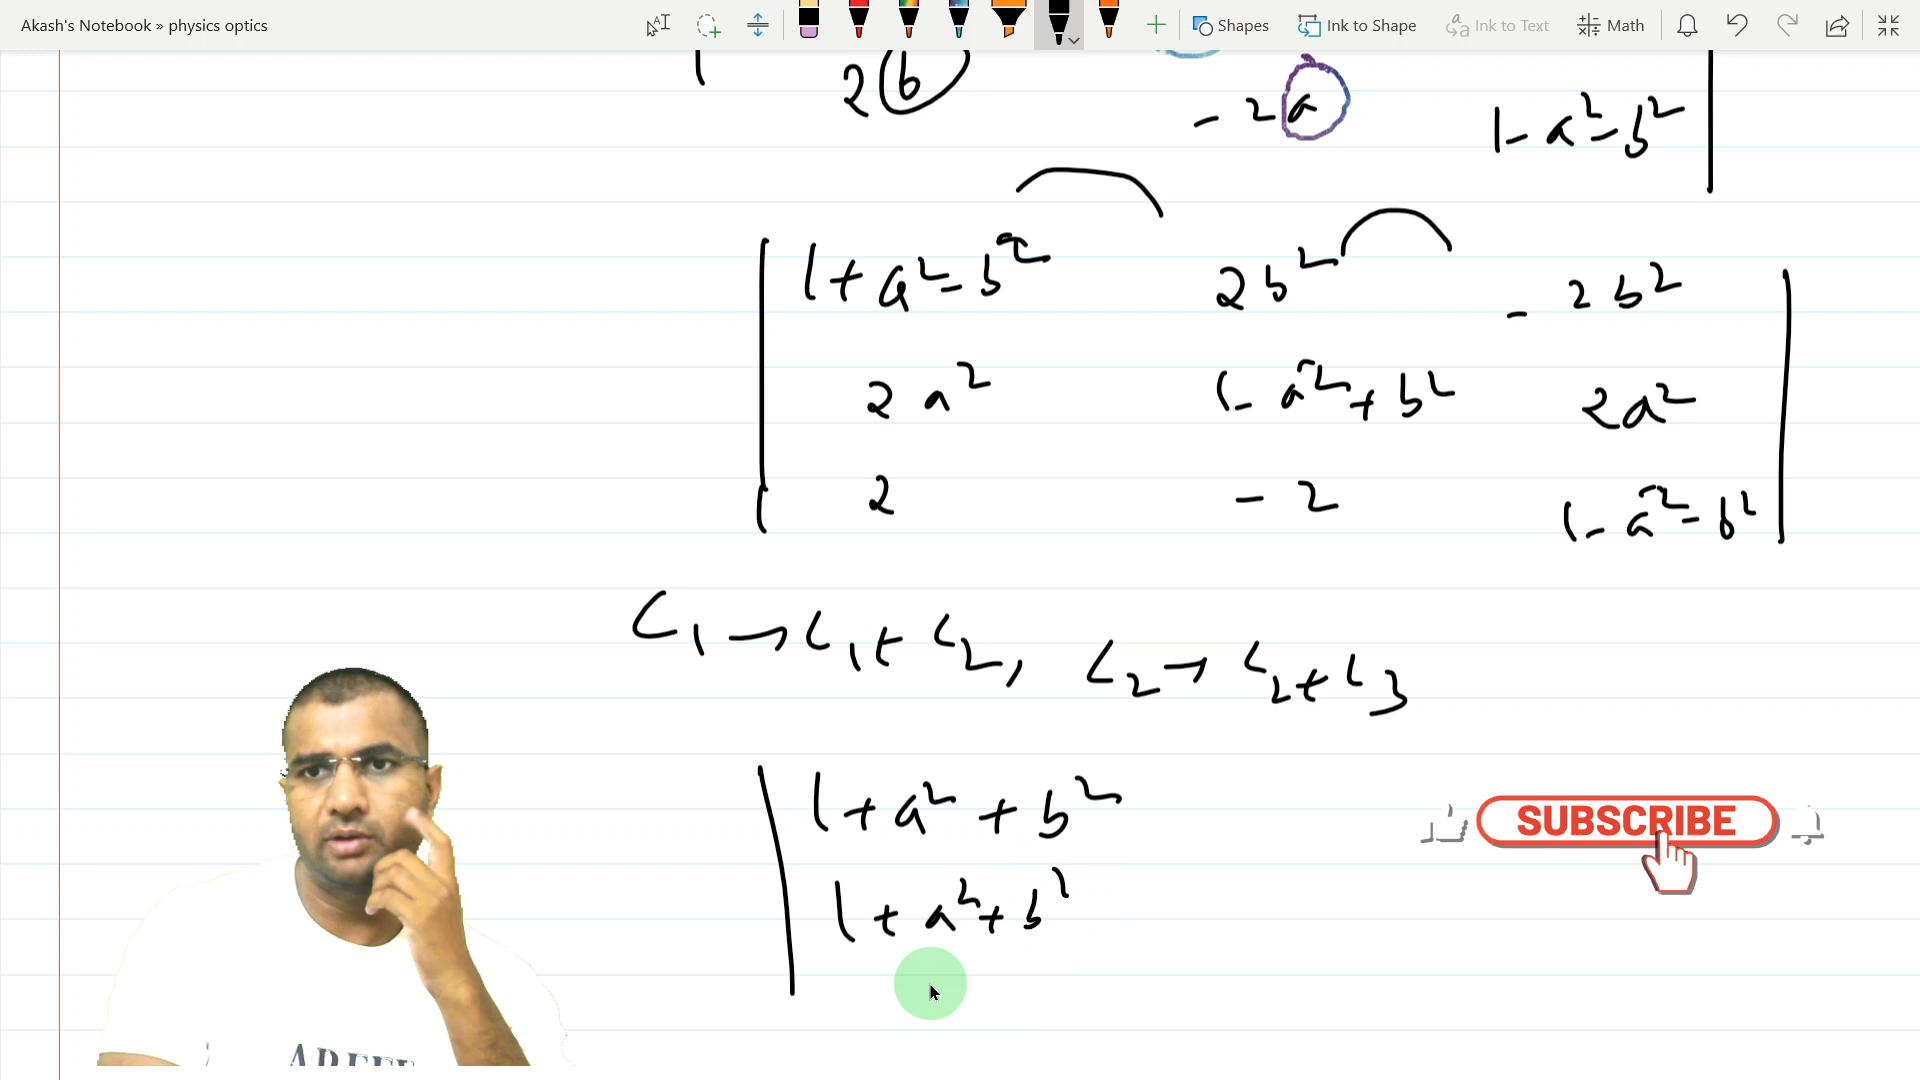 Akash's Notebook » physics optics
Shapes
Ink to Shape
Ink to Text
Math
2b
- 2a
1 - a² - b²
1 + a² - b² 2b² - 2b²
2a² 1 - a² + b² 2a²
2 - 2 1 - a² - b²
C₁ → C₁ + C₂, C₂ → C₂ + C₃
1 + a² + b²
SUBSCRIBE
1 + a² + b²